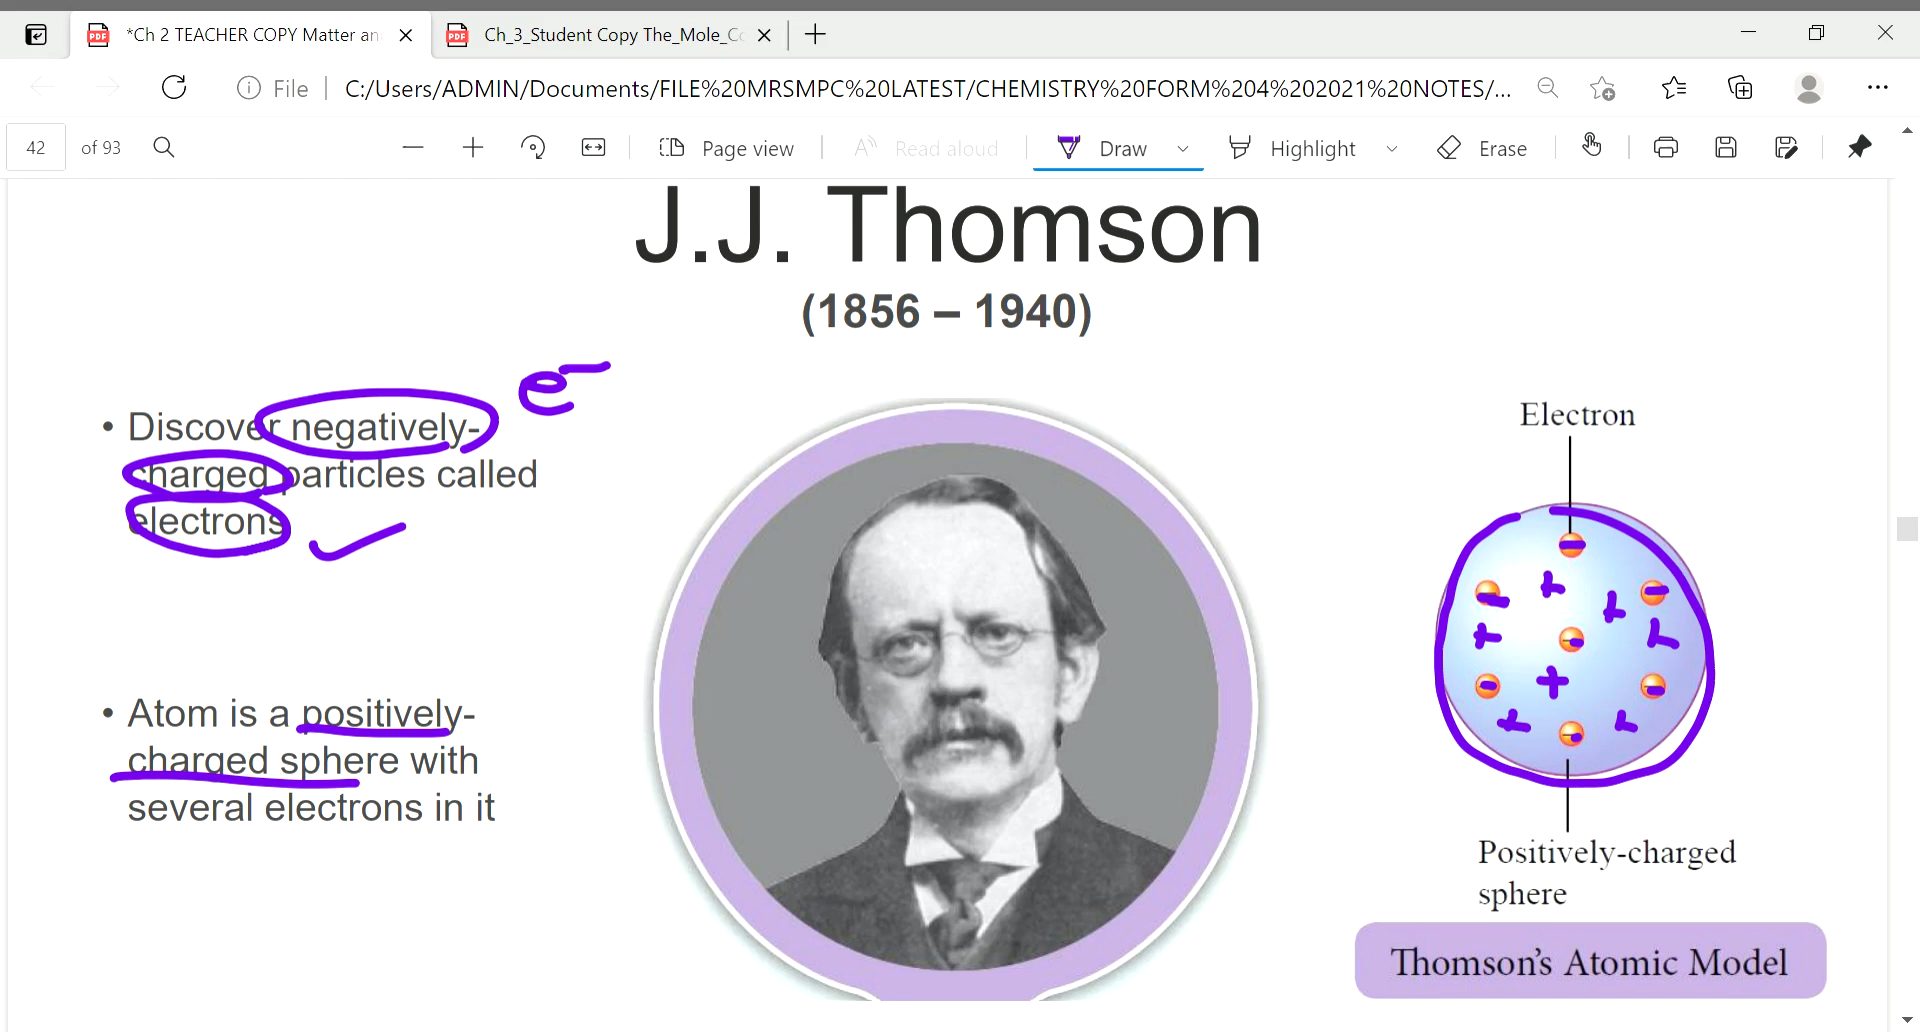 *Ch 2 TEACHER COPY Matter an
Ch_3_Student Copy The_Mole_Co
File
C:/Users/ADMIN/Documents/FILE%20MRSMPC%20LATEST/CHEMISTRY%20FORM%204%202021%20NOTES/...
42 of 93
Page view
Read aloud
Draw
Highlight
Erase
J.J. Thomson
(1856 – 1940)
e–
• Discover negatively-
charged particles called
electrons
• Atom is a positively-
charged sphere with
several electrons in it
Electron
Positively-charged
sphere
Thomson's Atomic Model